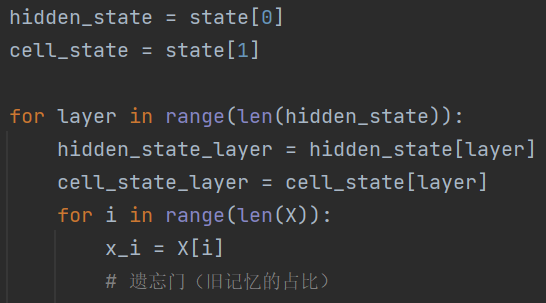 hidden_state = state[0]
cell_state = state[1]
for layer in range(len(hidden_state)):
hidden_state_layer = hidden_state[layer]
cell_state_layer = cell_state[layer]
for i in range(len(X)):
x_i = X[i]
# 遗忘门（旧记忆的占比）